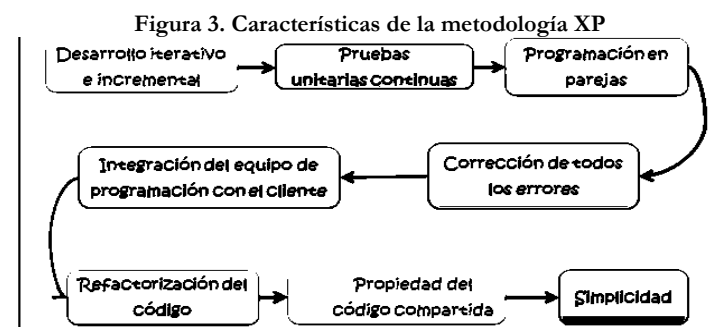 Figura 3. Características de la metodología XP
Desarrollo iterativo
e incremental
Pruebas
unitarias continuas
Programación en
parejas
Corrección de todos
los errores
Integración del equipo de
programación con el cliente
Refactorización del
código
Propiedad del
código compartida
Simplicidad